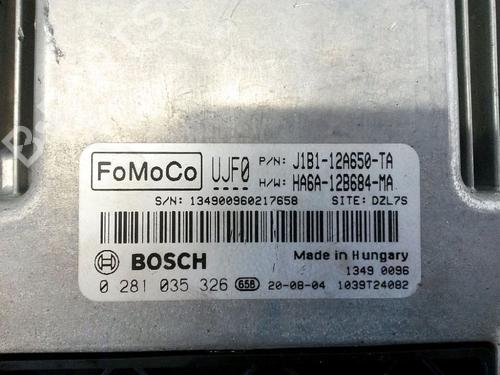 FoMoCo UJF0 P/N: J1B1-12A650-TA
H/W: HA6A-12B684-MA
S/N: 134900960217658 SITE: DZL7S
BOSCH Made in Hungary
1349 0096
0 281 035 326 658 20-08-04 1039T24082